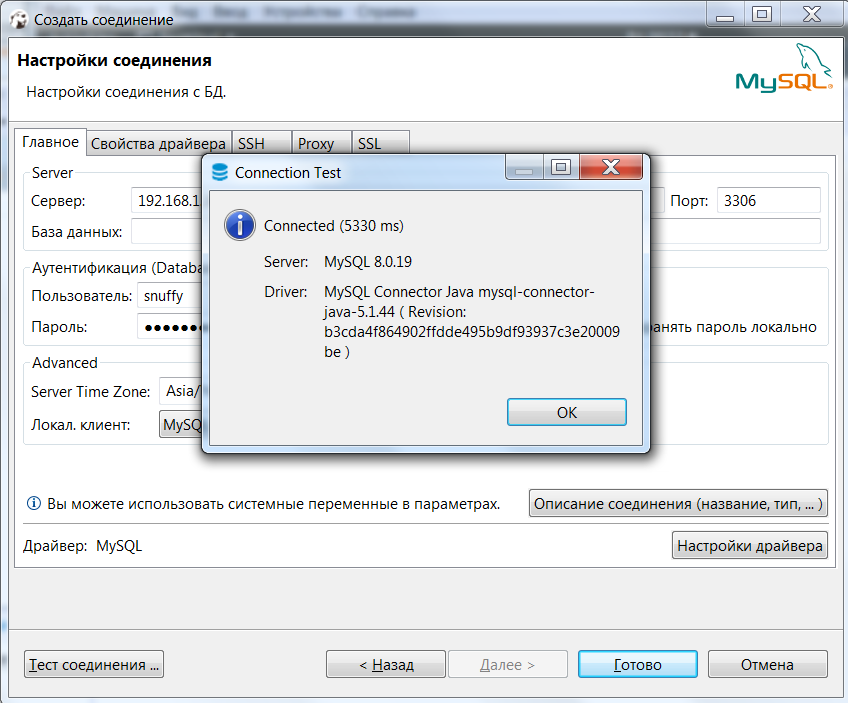 Создать соединение
Настройки соединения
Настройки соединения с БД.
MySQL
Главное Свойства драйвера SSH Proxy SSL
Server
Сервер: 192.168.1 Порт: 3306
База данных:
Аутентификация (Databa
Пользователь: snuffy
Пароль: ●●●●●●● анять пароль локально
Advanced
Server Time Zone: Asia/
Локал. клиент: MySQ
Connection Test
Connected (5330 ms)
Server: MySQL 8.0.19
Driver: MySQL Connector Java mysql-connector-
java-5.1.44 ( Revision:
b3cda4f864902ffdde495b9df93937c3e20009
be )
OK
Вы можете использовать системные переменные в параметрах. Описание соединения (название, тип, ... )
Драйвер: MySQL Настройки драйвера
Тест соединения ... < Назад Далее > Готово Отмена